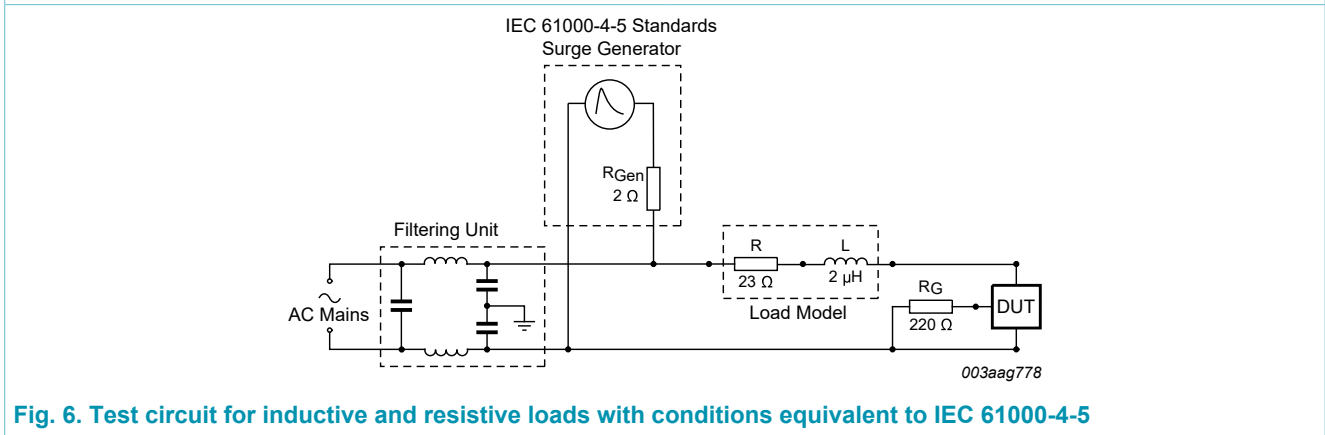 IEC 61000-4-5 Standards
Surge Generator
RGen
2 Ω
Filtering Unit
AC Mains
R
23 Ω
L
2 μH
Load Model
RG
220 Ω
DUT
003aag778
Fig. 6. Test circuit for inductive and resistive loads with conditions equivalent to IEC 61000-4-5